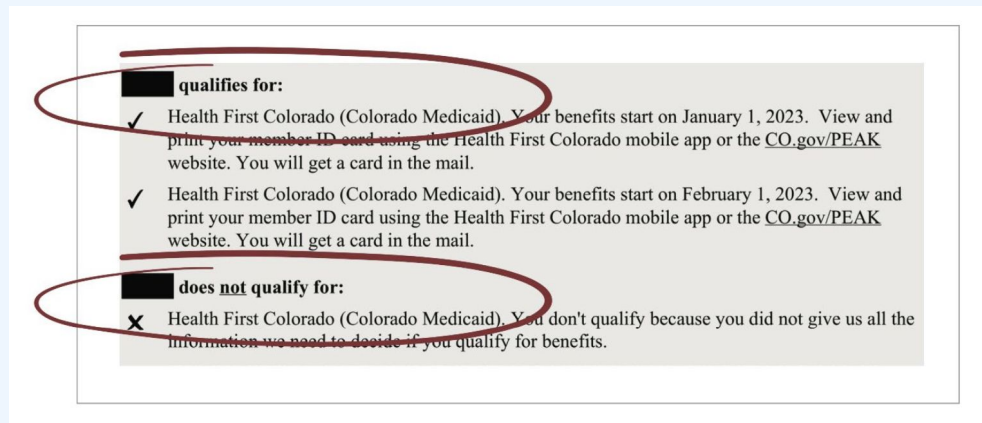 qualifies for:
✓ Health First Colorado (Colorado Medicaid). Your benefits start on January 1, 2023. View and
print your member ID card using the Health First Colorado mobile app or the CO.gov/PEAK
website. You will get a card in the mail.
✓ Health First Colorado (Colorado Medicaid). Your benefits start on February 1, 2023. View and
print your member ID card using the Health First Colorado mobile app or the CO.gov/PEAK
website. You will get a card in the mail.
does not qualify for:
✗ Health First Colorado (Colorado Medicaid). You don't qualify because you did not give us all the
information we need to decide if you qualify for benefits.